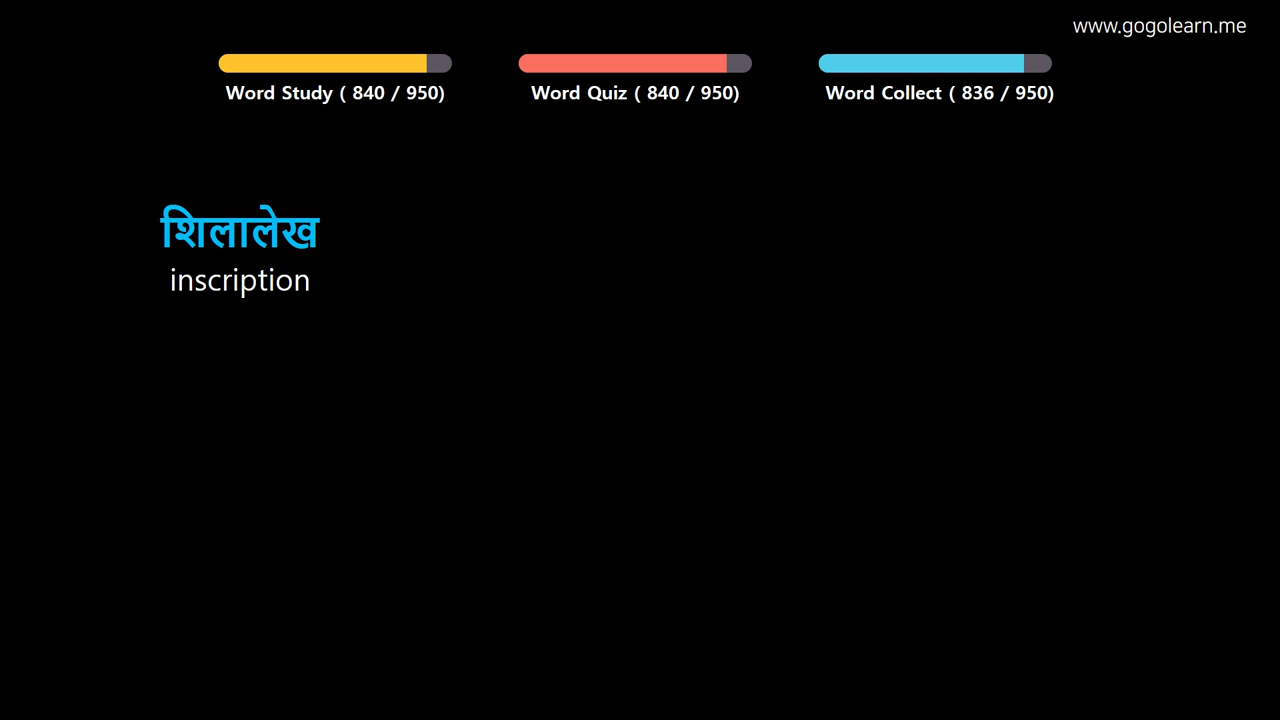 www.gogolearn.me
Word Study ( 840 / 950)
Word Quiz ( 840 / 950)
Word Collect ( 836 / 950)
शिलालेख
inscription